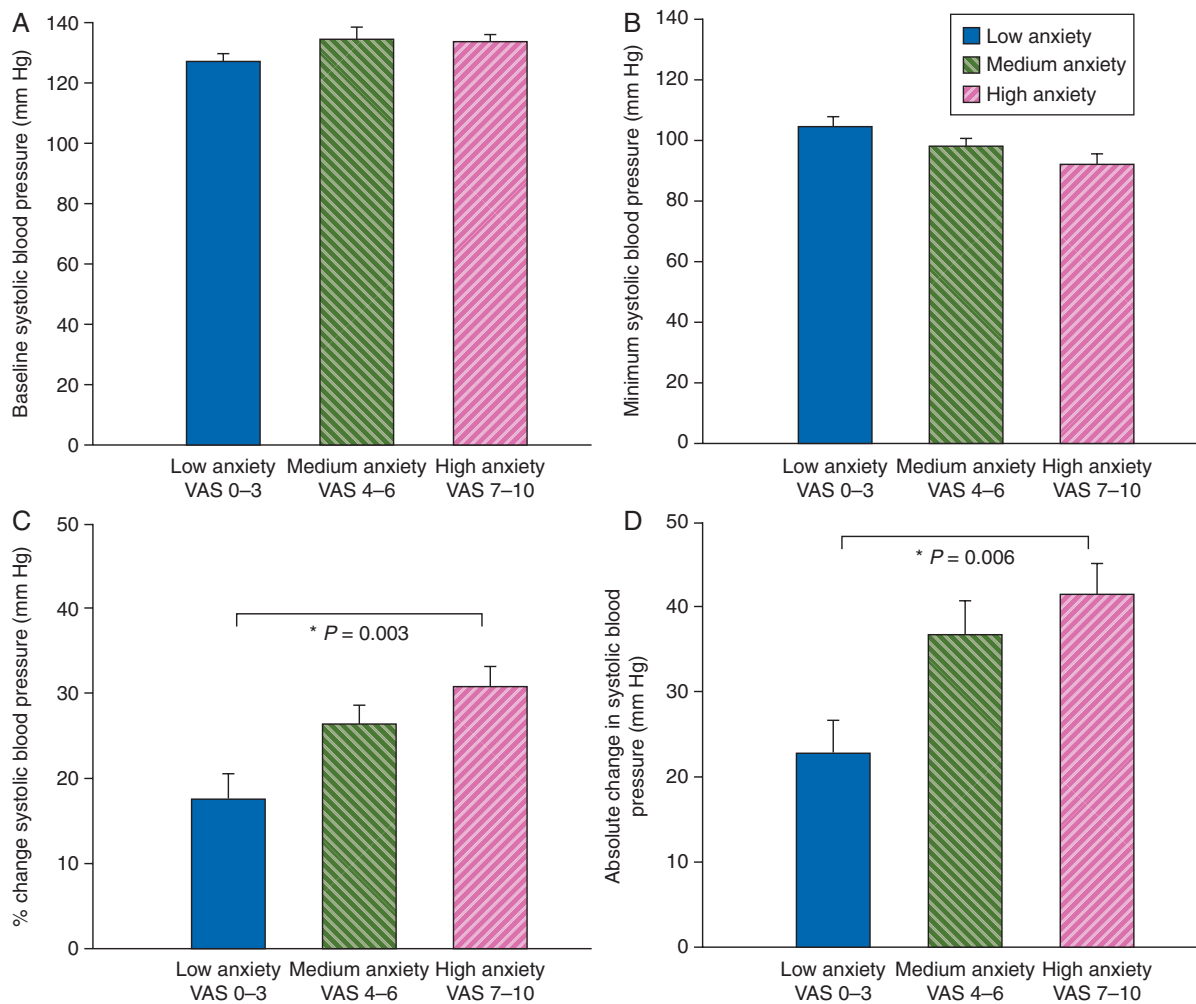 A
Baseline systolic blood pressure (mm Hg)
140
120
100
80
60
40
20
0
Low anxiety
VAS 0–3
Medium anxiety
VAS 4–6
High anxiety
VAS 7–10
B
Minimum systolic blood pressure (mm Hg)
140
120
100
80
60
40
20
0
Low anxiety
Medium anxiety
High anxiety
Low anxiety
VAS 0–3
Medium anxiety
VAS 4–6
High anxiety
VAS 7–10
C
% change systolic blood pressure (mm Hg)
50
40
30
20
10
0
* P = 0.003
Low anxiety
VAS 0–3
Medium anxiety
VAS 4–6
High anxiety
VAS 7–10
D
Absolute change in systolic blood
pressure (mm Hg)
50
40
30
20
10
0
* P = 0.006
Low anxiety
VAS 0–3
Medium anxiety
VAS 4–6
High anxiety
VAS 7–10